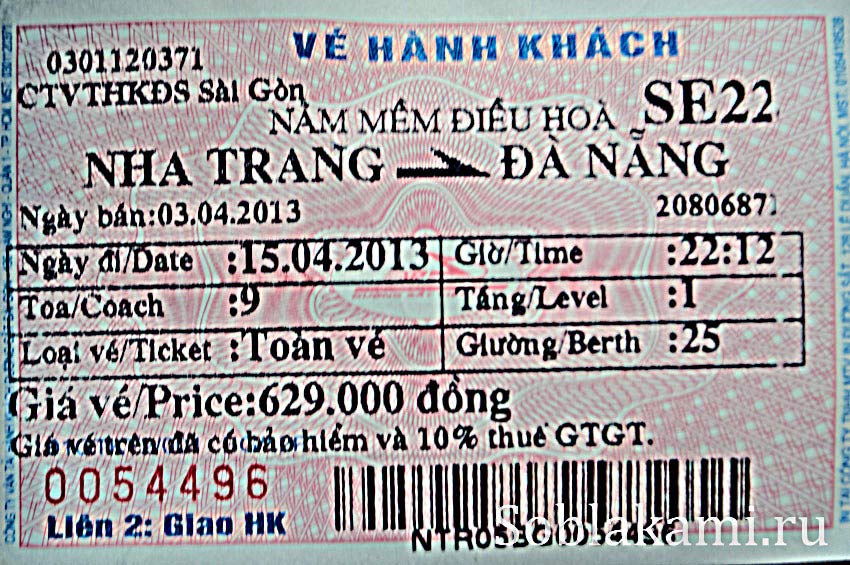 VÉ HÀNH KHÁCH
0301120371
CTVTHKĐS Sài Gòn
NẰM MỀM ĐIỀU HOÀ SE22
NHA TRANG ĐÀ NẴNG
Ngày bán:03.04.2013 2080687
Ngày đi/Date :15.04.2013 Giờ/Time :22:12
Toa/Coach :9 Tầng/Level :1
Loại vé/Ticket :Toàn vé Giường/Berth :25
Giá vé/Price:629.000 đồng
Giá vé trên đã có bảo hiểm và 10% thuế GTGT.
0054496
Liên 2: Giao HK
Soblakami.ru